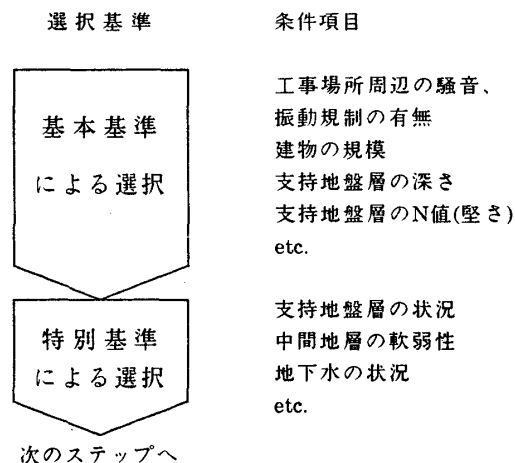 選択基準
条件項目
基本基準
による選択
工事場所周辺の騒音、
振動規制の有無
建物の規模
支持地盤層の深さ
支持地盤層のN値(堅さ)
etc.
特別基準
による選択
支持地盤層の状況
中間地層の軟弱性
地下水の状況
etc.
次のステップへ